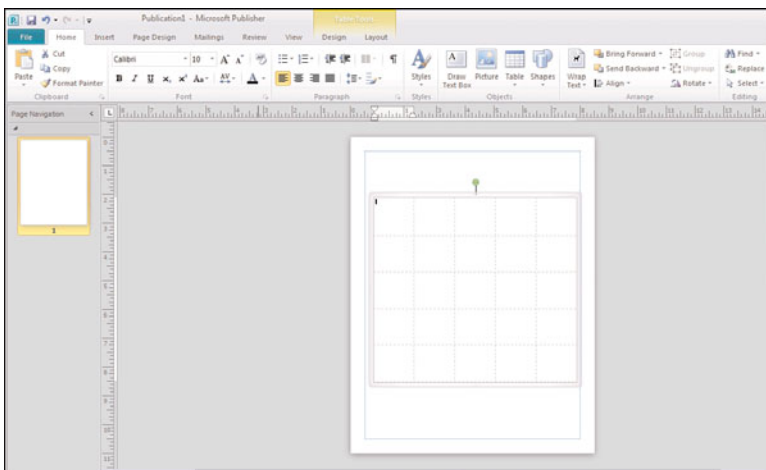 Publication1 - Microsoft Publisher
Table Tools
File Home Insert Page Design Mailings Review View Design Layout
Cut
Copy
Format Painter
Paste
Clipboard
Calibri 10
Font
Paragraph
Styles
Styles
Draw Text Box
Picture
Table
Shapes
Objects
Wrap Text
Bring Forward
Send Backward
Align
Group
Ungroup
Rotate
Arrange
Find
Replace
Select
Editing
Page Navigation
1